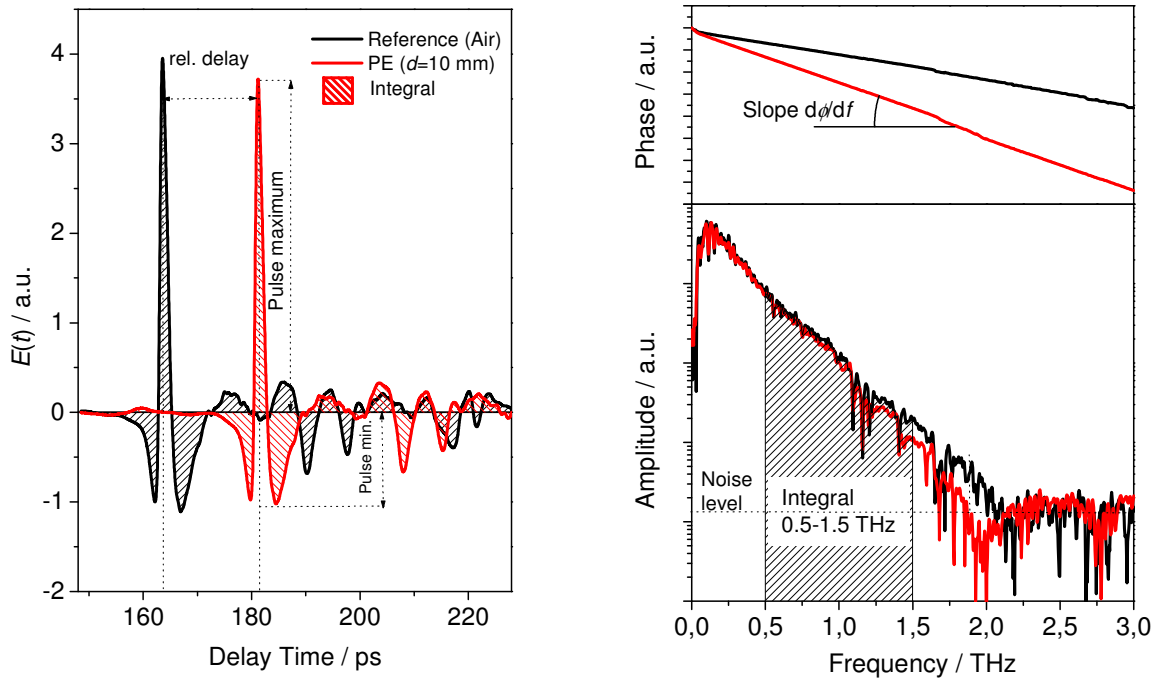 Reference (Air)
PE (d=10 mm)
Integral
rel. delay
Pulse maximum
Pulse min.
E(t) / a.u.
4
3
2
1
0
-1
-2
160
180
200
220
Delay Time / ps
Phase / a.u.
Slope dϕ/df
Amplitude / a.u.
Noise
level
Integral
0.5-1.5 THz
0,0
0,5
1,0
1,5
2,0
2,5
3,0
Frequency / THz